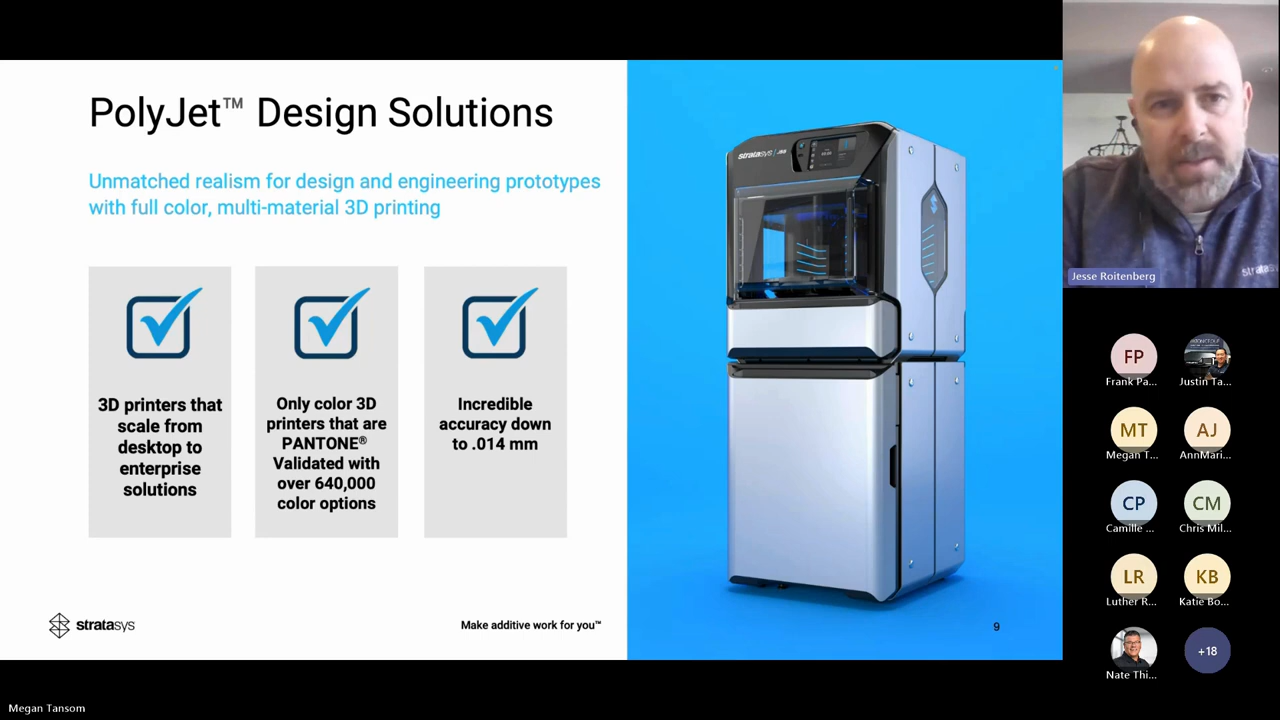 PolyJet™ Design Solutions
Unmatched realism for design and engineering prototypes
with full color, multi-material 3D printing
3D printers that
scale from
desktop to
enterprise
solutions
Only color 3D
printers that are
PANTONE®
Validated with
over 640,000
color options
Incredible
accuracy down
to .014 mm
stratasys
Make additive work for you™
stratasys
9
Jesse Roitenberg
stratasys
FP
Frank Pa...
Justin Ta...
MT
Megan T...
AJ
AnnMari...
CP
Camille ...
CM
Chris Mil...
LR
Luther R...
KB
Katie Bo...
Nate Thi...
+18
Megan Tansom